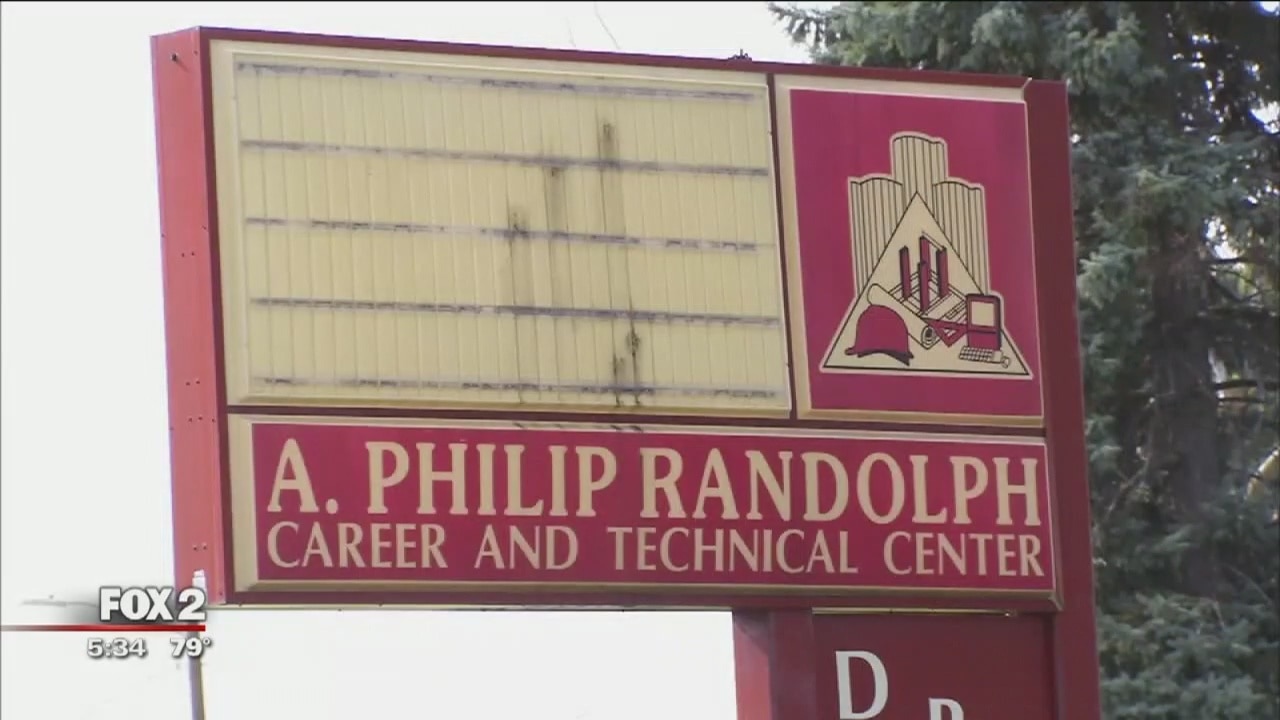 A. PHILIP RANDOLPH
CAREER AND TECHNICAL CENTER
D
FOX 2
5:34 79°